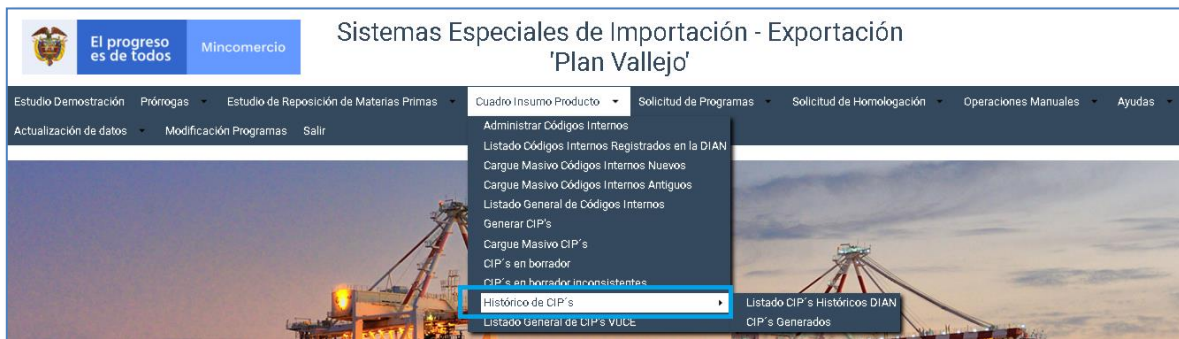 El progreso
es de todos
Mincomercio
Sistemas Especiales de Importación - Exportación
'Plan Vallejo'
Estudio Demostración Prórrogas Estudio de Reposición de Materias Primas Cuadro Insumo Producto Solicitud de Programas Solicitud de Homologación Operaciones Manuales Ayudas
Actualización de datos Modificación Programas Salir
Administrar Códigos Internos
Listado Códigos Internos Registrados en la DIAN
Cargue Masivo Códigos Internos Nuevos
Cargue Masivo Códigos Internos Antiguos
Listado General de Códigos Internos
Generar CIP's
Cargue Masivo CIP´s
CIP´s en borrador
CIP´s en borrador inconsistentes
Histórico de CIP´s
Listado CIP´s Históricos DIAN
Listado General de CIP's VUCE
CIP´s Generados